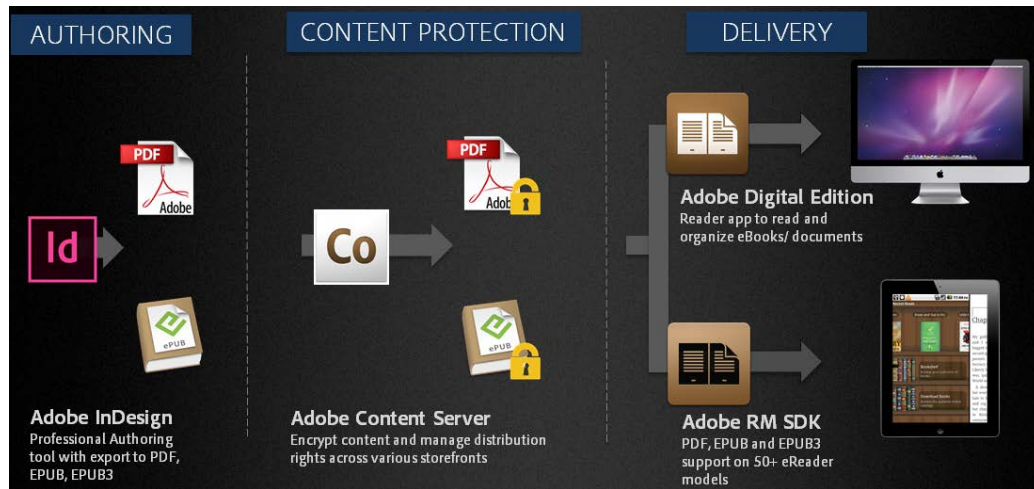 AUTHORING
CONTENT PROTECTION
DELIVERY
PDF
Adobe
Id
ePUB
Adobe InDesign
Professional Authoring
tool with export to PDF,
EPUB, EPUB3
PDF
Adob
Co
ePUB
Adobe Content Server
Encrypt content and manage distribution
rights across various storefronts
Adobe Digital Edition
Reader app to read and
organize eBooks/ documents
Adobe RM SDK
PDF, EPUB and EPUB3
support on 50+ eReader
models
Chap